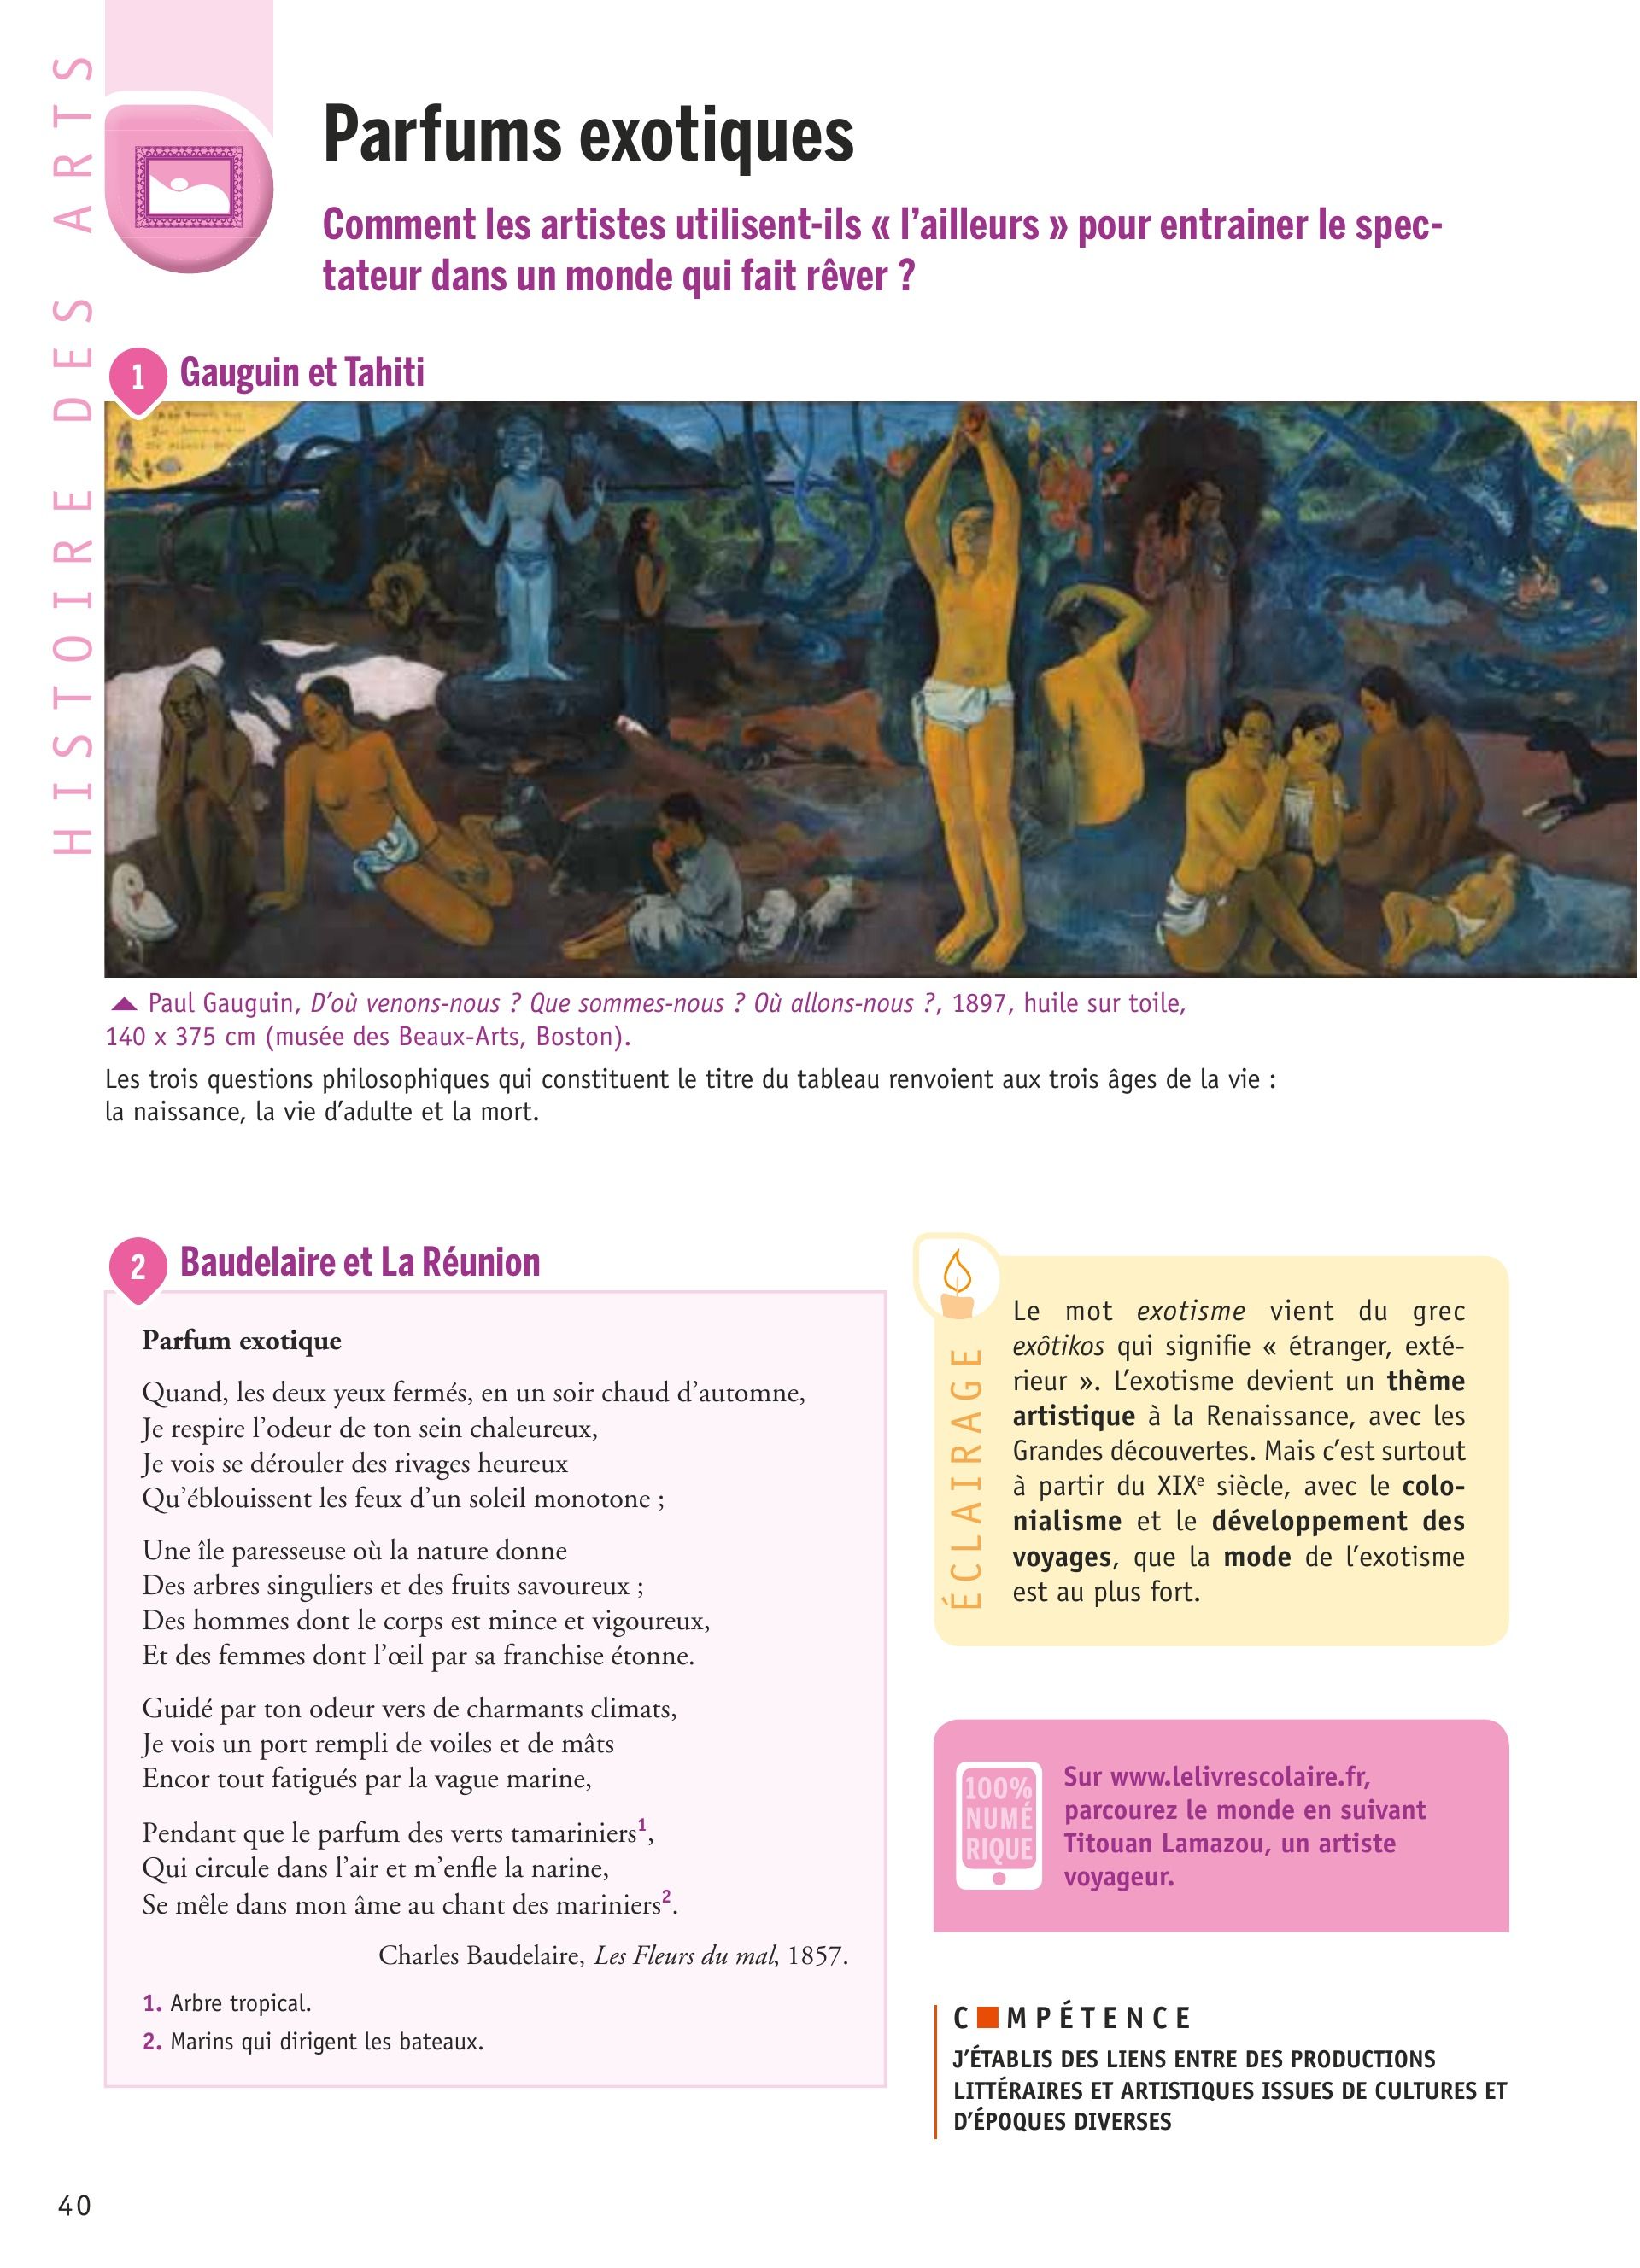 HISTOIRE DES ARTS
Parfums exotiques
Comment les artistes utilisent-ils « l’ailleurs » pour entrainer le spec-
tateur dans un monde qui fait rêver ?
1 Gauguin et Tahiti
Paul Gauguin, D’où venons-nous ? Que sommes-nous ? Où allons-nous ?, 1897, huile sur toile,
140 x 375 cm (musée des Beaux-Arts, Boston).
Les trois questions philosophiques qui constituent le titre du tableau renvoient aux trois âges de la vie :
la naissance, la vie d’adulte et la mort.
2 Baudelaire et La Réunion
Parfum exotique
Quand, les deux yeux fermés, en un soir chaud d’automne,
Je respire l’odeur de ton sein chaleureux,
Je vois se dérouler des rivages heureux
Qu’éblouissent les feux d’un soleil monotone ;
Une île paresseuse où la nature donne
Des arbres singuliers et des fruits savoureux ;
Des hommes dont le corps est mince et vigoureux,
Et des femmes dont l’œil par sa franchise étonne.
Guidé par ton odeur vers de charmants climats,
Je vois un port rempli de voiles et de mâts
Encor tout fatigués par la vague marine,
Pendant que le parfum des verts tamariniers1,
Qui circule dans l’air et m’enfle la narine,
Se mêle dans mon âme au chant des mariniers2.
Charles Baudelaire, Les Fleurs du mal, 1857.
1. Arbre tropical.
2. Marins qui dirigent les bateaux.
ÉCLAIRAGE
Le mot exotisme vient du grec
exôtikos qui signifie « étranger, exté-
rieur ». L’exotisme devient un thème
artistique à la Renaissance, avec les
Grandes découvertes. Mais c’est surtout
à partir du XIXe siècle, avec le colo-
nialisme et le développement des
voyages, que la mode de l’exotisme
est au plus fort.
100%
NUMÉ
RIQUE
Sur www.lelivrescolaire.fr,
parcourez le monde en suivant
Titouan Lamazou, un artiste
voyageur.
C■MPÉTENCE
J’ÉTABLIS DES LIENS ENTRE DES PRODUCTIONS
LITTÉRAIRES ET ARTISTIQUES ISSUES DE CULTURES ET
D’ÉPOQUES DIVERSES
40